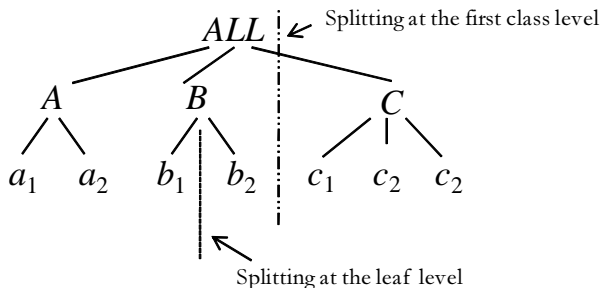 Splitting at the first class level
ALL
A B C
a1 a2 b1 b2 c1 c2 c2
Splitting at the leaf level